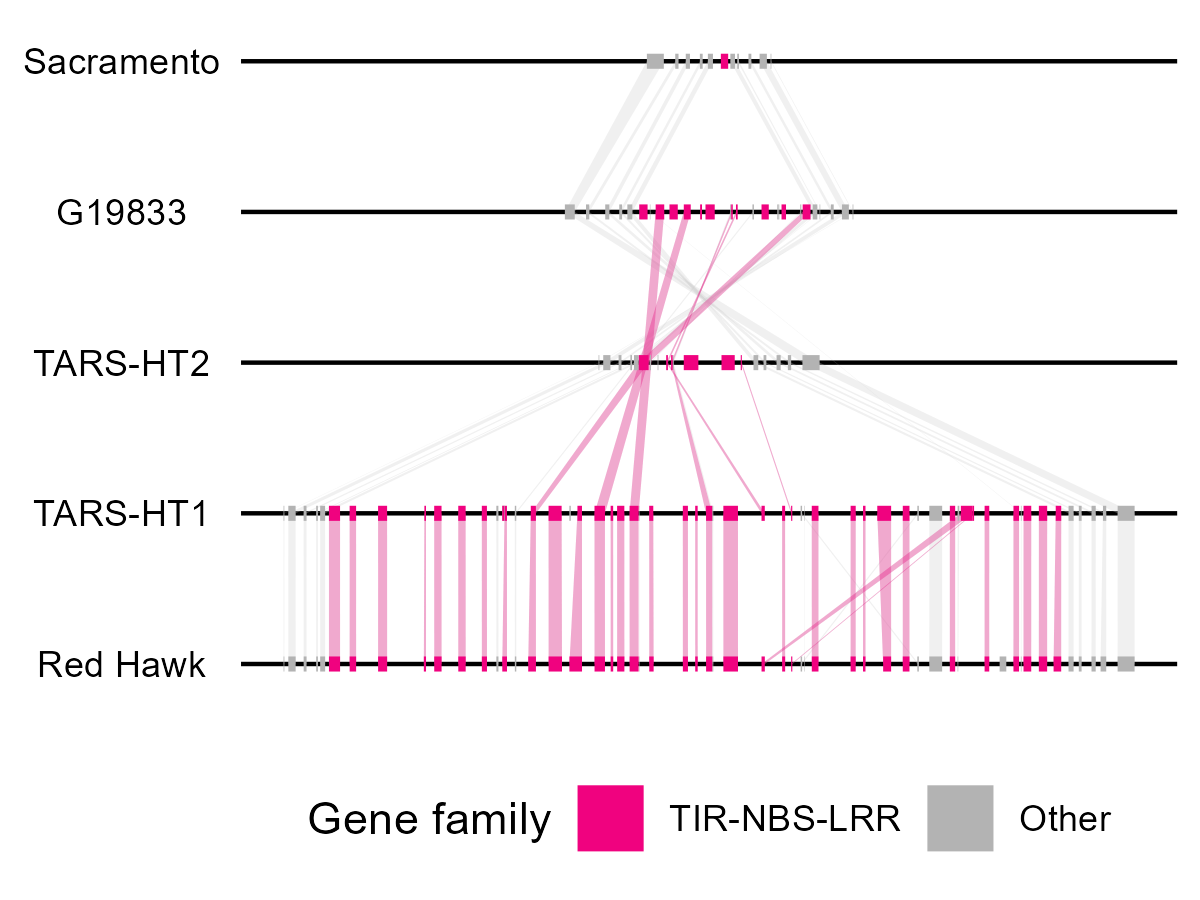 Sacramento
G19833
TARS-HT2
TARS-HT1
Red Hawk
Gene family TIR-NBS-LRR Other